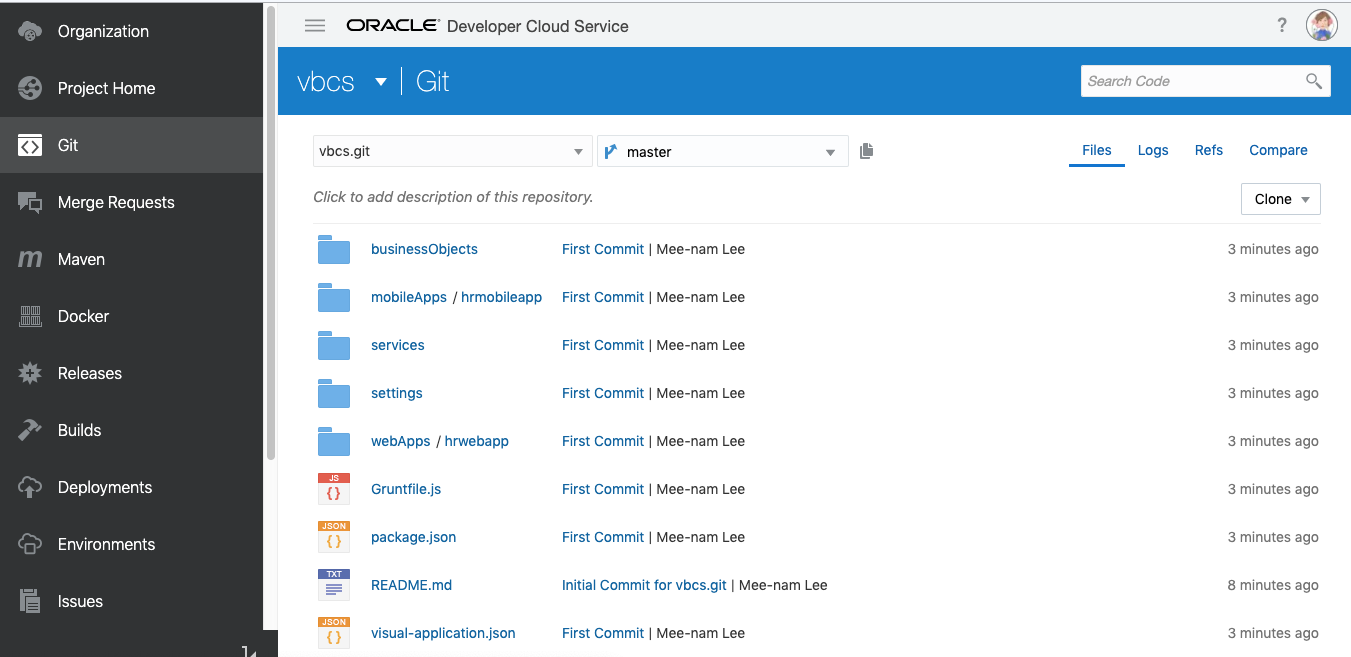 Organization
Project Home
Git
Merge Requests
Maven
Docker
Releases
Builds
Deployments
Environments
Issues
ORACLE® Developer Cloud Service
?
vbcs | Git
Search Code
vbcs.git
master
Files Logs Refs Compare
Click to add description of this repository.
Clone
businessObjects First Commit | Mee-nam Lee 3 minutes ago
mobileApps / hrmobileapp First Commit | Mee-nam Lee 3 minutes ago
services First Commit | Mee-nam Lee 3 minutes ago
settings First Commit | Mee-nam Lee 3 minutes ago
webApps / hrwebapp First Commit | Mee-nam Lee 3 minutes ago
JS { } Gruntfile.js First Commit | Mee-nam Lee 3 minutes ago
JSON { } package.json First Commit | Mee-nam Lee 3 minutes ago
TXT README.md Initial Commit for vbcs.git | Mee-nam Lee 8 minutes ago
JSON { } visual-application.json First Commit | Mee-nam Lee 3 minutes ago